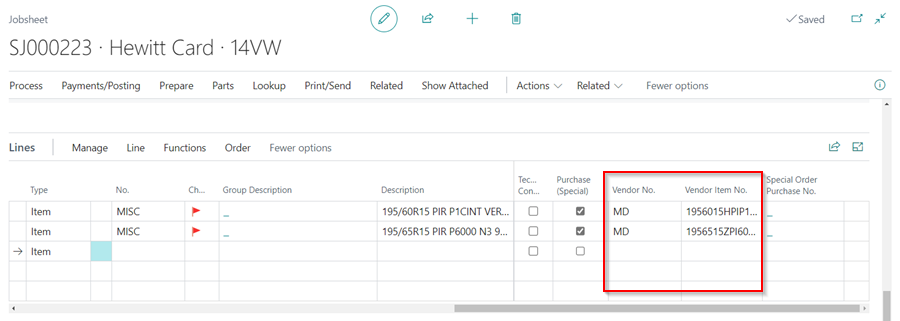 Jobsheet
Saved
SJ000223 · Hewitt Card · 14VW
Process Payments/Posting Prepare Parts Lookup Print/Send Related Show Attached Actions Related Fewer options
Lines Manage Line Functions Order Fewer options
Type No. Ch... Group Description Description Tec... Con... Purchase (Special) Vendor No. Vendor Item No. Special Order Purchase No.
Item MISC _ 195/60R15 PIR P1CINT VER... MD 1956015HPIP1... _
Item MISC _ 195/65R15 PIR P6000 N3 9... MD 1956515ZPI60... _
Item